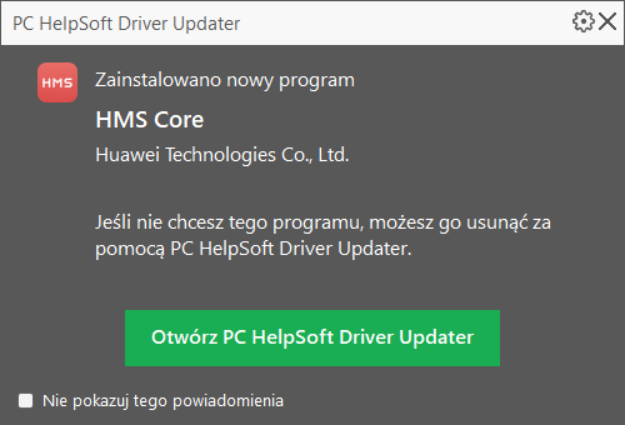 PC HelpSoft Driver Updater
HMS
Zainstalowano nowy program
HMS Core
Huawei Technologies Co., Ltd.
Jeśli nie chcesz tego programu, możesz go usunąć za
pomocą PC HelpSoft Driver Updater.
Otwórz PC HelpSoft Driver Updater
Nie pokazuj tego powiadomienia